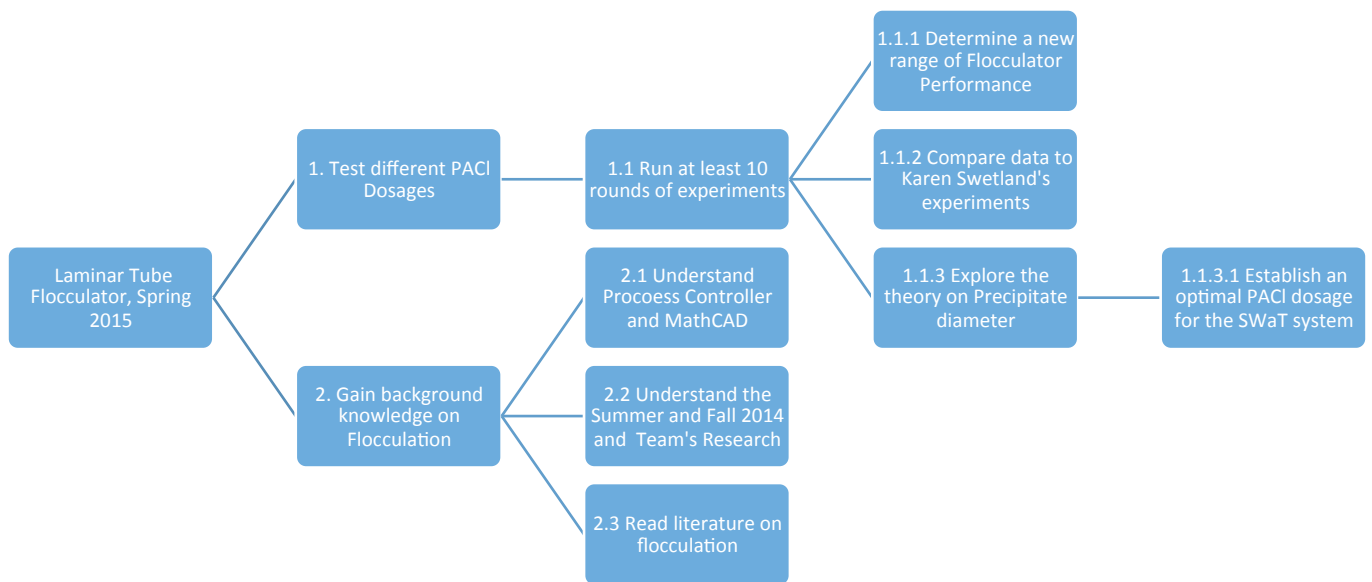 Laminar Tube
Flocculator, Spring
2015
1. Test different PACl
Dosages
1.1 Run at least 10
rounds of experiments
1.1.1 Determine a new
range of Flocculator
Performance
1.1.2 Compare data to
Karen Swetland's
experiments
1.1.3 Explore the
theory on Precipitate
diameter
1.1.3.1 Establish an
optimal PACl dosage
for the SWaT system
2. Gain background
knowledge on
Flocculation
2.1 Understand
Procoess Controller
and MathCAD
2.2 Understand the
Summer and Fall 2014
and Team's Research
2.3 Read literature on
flocculation